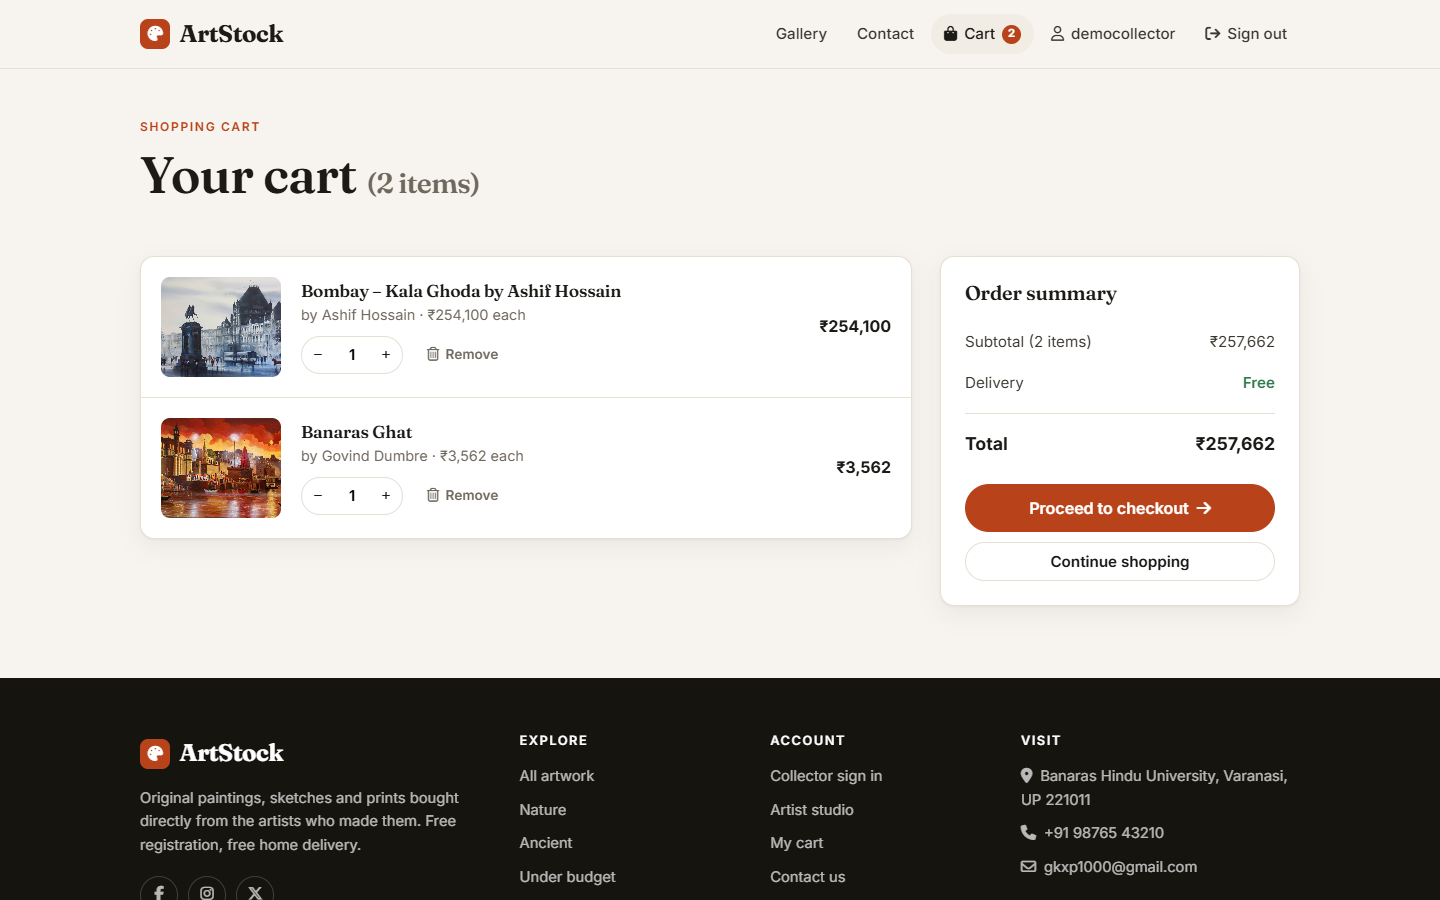 ArtStock
Gallery
Contact
Cart 2
democollector
Sign out
SHOPPING CART
Your cart (2 items)
Bombay – Kala Ghoda by Ashif Hossain
by Ashif Hossain · ₹254,100 each
− 1 +
Remove
₹254,100
Banaras Ghat
by Govind Dumbre · ₹3,562 each
− 1 +
Remove
₹3,562
Order summary
Subtotal (2 items) ₹257,662
Delivery Free
Total ₹257,662
Proceed to checkout →
Continue shopping
ArtStock
Original paintings, sketches and prints bought
directly from the artists who made them. Free
registration, free home delivery.
EXPLORE
All artwork
Nature
Ancient
Under budget
ACCOUNT
Collector sign in
Artist studio
My cart
Contact us
VISIT
Banaras Hindu University, Varanasi,
UP 221011
+91 98765 43210
gkxp1000@gmail.com